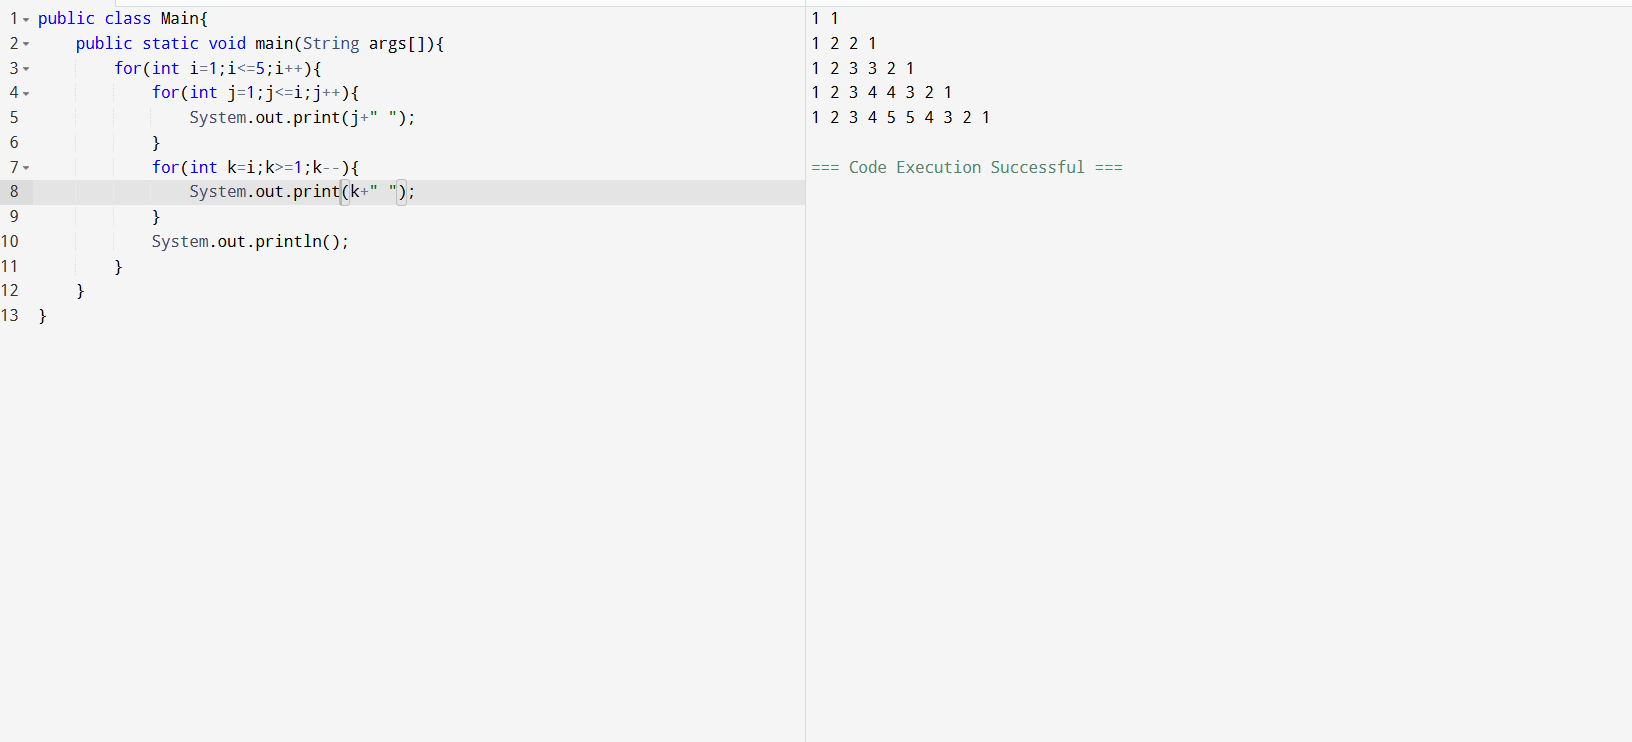 1 public class Main{
2     public static void main(String args[]){
3         for(int i=1;i<=5;i++){
4             for(int j=1;j<=i;j++){
5                 System.out.print(j+" ");
6             }
7             for(int k=i;k>=1;k--){
8                 System.out.print(k+" ");
9             }
10             System.out.println();
11         }
12     }
13 }
1 1
1 2 2 1
1 2 3 3 2 1
1 2 3 4 4 3 2 1
1 2 3 4 5 5 4 3 2 1
=== Code Execution Successful ===